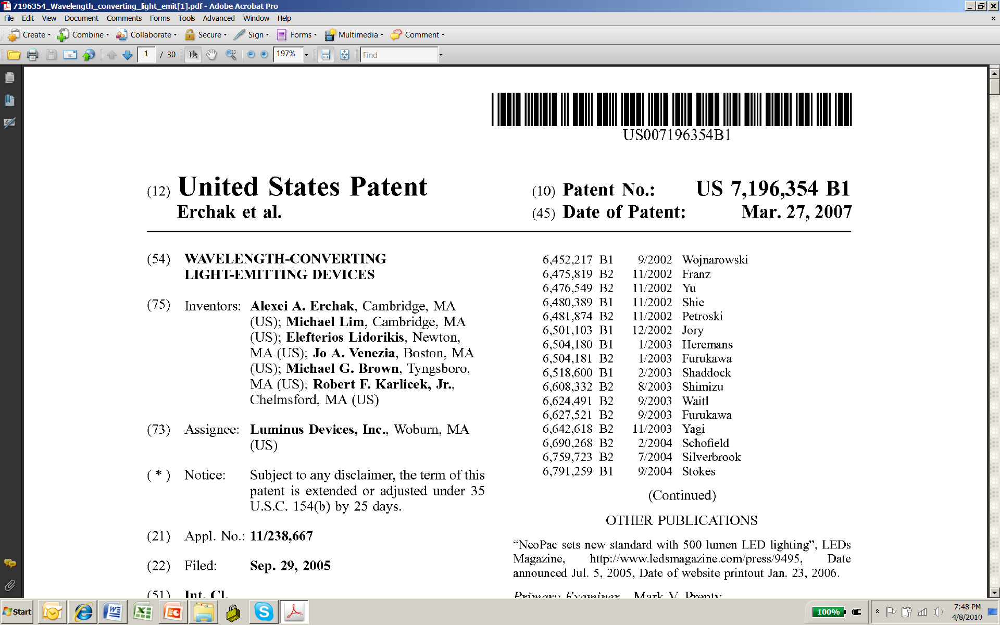 7196354_Wavelength_converting_light_emit[1].pdf - Adobe Acrobat Pro
File Edit View Document Comments Forms Tools Advanced Window Help
Create Combine Collaborate Secure Sign Forms Multimedia Comment
1 / 30 197% Find
US007196354B1
(12) United States Patent
Erchak et al.
(10) Patent No.: US 7,196,354 B1
(45) Date of Patent: Mar. 27, 2007
(54) WAVELENGTH-CONVERTING
LIGHT-EMITTING DEVICES
(75) Inventors: Alexei A. Erchak, Cambridge, MA
(US); Michael Lim, Cambridge, MA
(US); Elefterios Lidorikis, Newton,
MA (US); Jo A. Venezia, Boston, MA
(US); Michael G. Brown, Tyngsboro,
MA (US); Robert F. Karlicek, Jr.,
Chelmsford, MA (US)
(73) Assignee: Luminus Devices, Inc., Woburn, MA
(US)
( * ) Notice: Subject to any disclaimer, the term of this
patent is extended or adjusted under 35
U.S.C. 154(b) by 25 days.
(21) Appl. No.: 11/238,667
(22) Filed: Sep. 29, 2005
(51) Int. Cl.
6,452,217 B1 9/2002 Wojnarowski
6,475,819 B2 11/2002 Franz
6,476,549 B2 11/2002 Yu
6,480,389 B1 11/2002 Shie
6,481,874 B2 11/2002 Petroski
6,501,103 B1 12/2002 Jory
6,504,180 B1 1/2003 Heremans
6,504,181 B2 1/2003 Furukawa
6,518,600 B1 2/2003 Shaddock
6,608,332 B2 8/2003 Shimizu
6,624,491 B2 9/2003 Waitl
6,627,521 B2 9/2003 Furukawa
6,642,618 B2 11/2003 Yagi
6,690,268 B2 2/2004 Schofield
6,759,723 B2 7/2004 Silverbrook
6,791,259 B1 9/2004 Stokes
(Continued)
OTHER PUBLICATIONS
“NeoPac sets new standard with 500 lumen LED lighting”, LEDs
Magazine, http://www.ledsmagazine.com/press/9495, Date
announced Jul. 5, 2005, Date of website printout Jan. 23, 2006.
Primary Examiner Mark V. Prenty
Start
100%
7:48 PM
4/8/2010